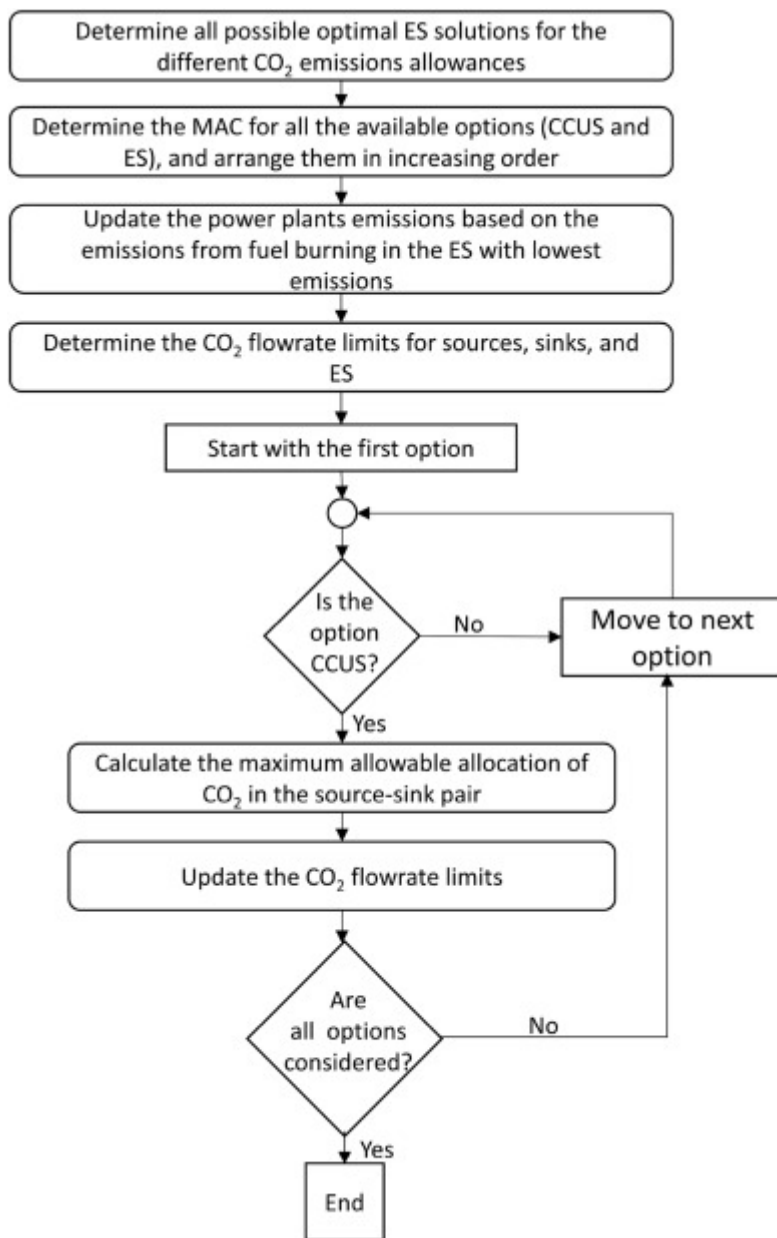 Determine all possible optimal ES solutions for the
different CO₂ emissions allowances
Determine the MAC for all the available options (CCUS and
ES), and arrange them in increasing order
Update the power plants emissions based on the
emissions from fuel burning in the ES with lowest
emissions
Determine the CO₂ flowrate limits for sources, sinks, and
ES
Start with the first option
Is the
option
CCUS?
No
Move to next
option
Yes
Calculate the maximum allowable allocation of
CO₂ in the source-sink pair
Update the CO₂ flowrate limits
Are
all options
considered?
No
Yes
End